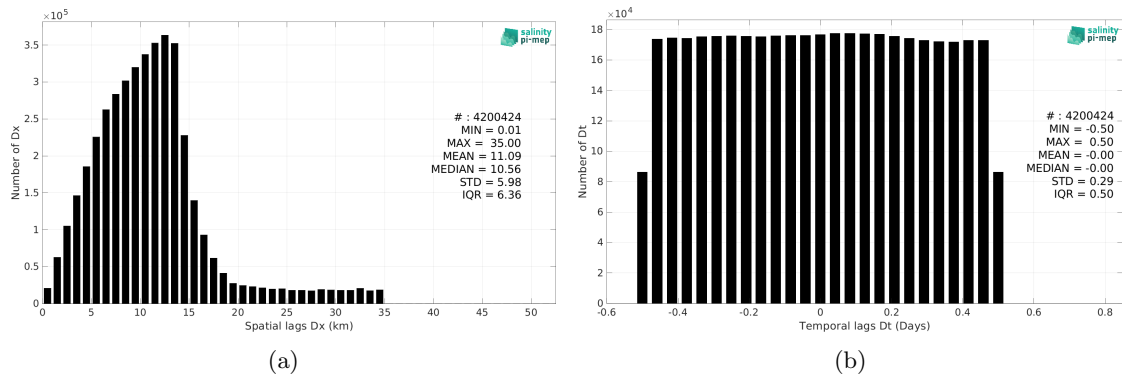 ×10⁵
3.5
3
2.5
2
1.5
1
0.5
0
0 5 10 15 20 25 30 35 40 45 50
Number of Dx
Spatial lags Dx (km)
salinity
pi-mep
# : 4200424
MIN = 0.01
MAX = 35.00
MEAN = 11.09
MEDIAN = 10.56
STD = 5.98
IQR = 6.36
(a)
×10⁴
18
16
14
12
10
8
6
4
2
0
-0.6 -0.4 -0.2 0 0.2 0.4 0.6 0.8
Number of Dt
Temporal lags Dt (Days)
salinity
pi-mep
# : 4200424
MIN = -0.50
MAX = 0.50
MEAN = -0.00
MEDIAN = -0.00
STD = 0.29
IQR = 0.50
(b)